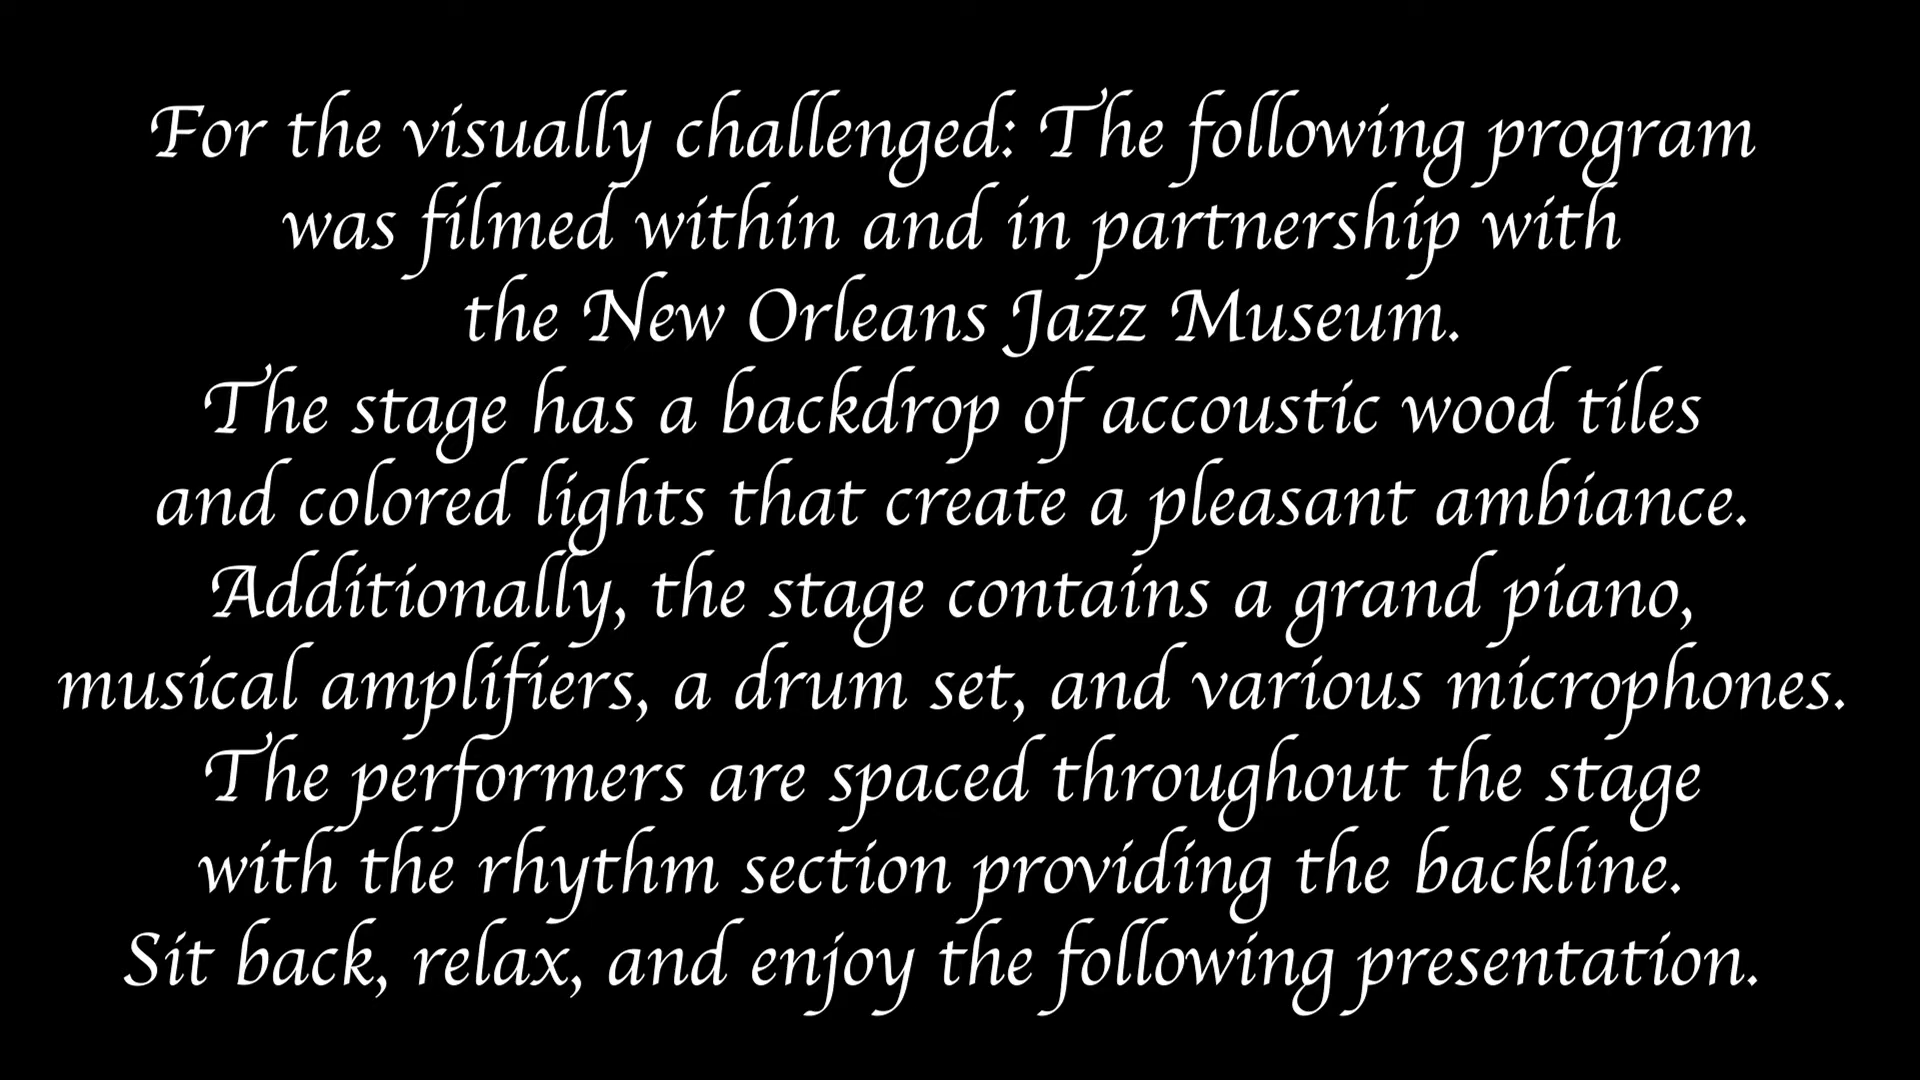 For the visually challenged: The following program
was filmed within and in partnership with
the New Orleans Jazz Museum.
The stage has a backdrop of accoustic wood tiles
and colored lights that create a pleasant ambiance.
Additionally, the stage contains a grand piano,
musical amplifiers, a drum set, and various microphones.
The performers are spaced throughout the stage
with the rhythm section providing the backline.
Sit back, relax, and enjoy the following presentation.